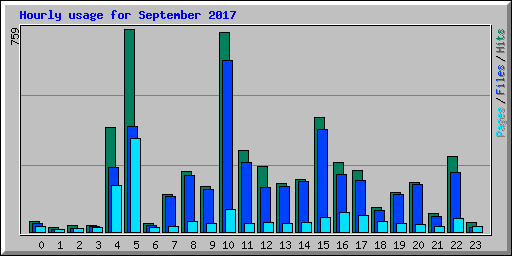 Hourly usage for September 2017
759
Pages/Files/Hits
0 1 2 3 4 5 6 7 8 9 10 11 12 13 14 15 16 17 18 19 20 21 22 23